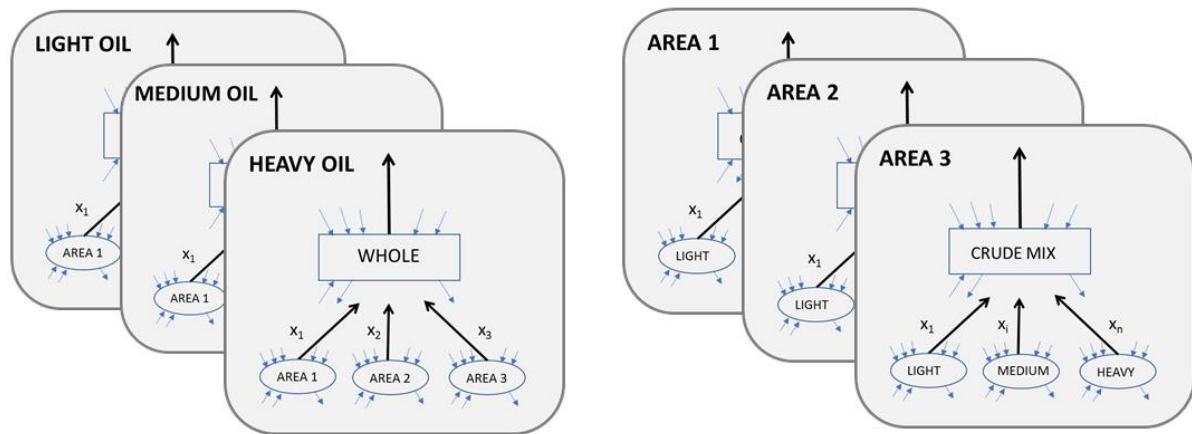 LIGHT OIL
x1
AREA 1
MEDIUM OIL
x1
AREA 1
HEAVY OIL
WHOLE
x1
x2
x3
AREA 1
AREA 2
AREA 3
AREA 1
x1
LIGHT
AREA 2
x1
LIGHT
AREA 3
CRUDE MIX
x1
xi
xn
LIGHT
MEDIUM
HEAVY